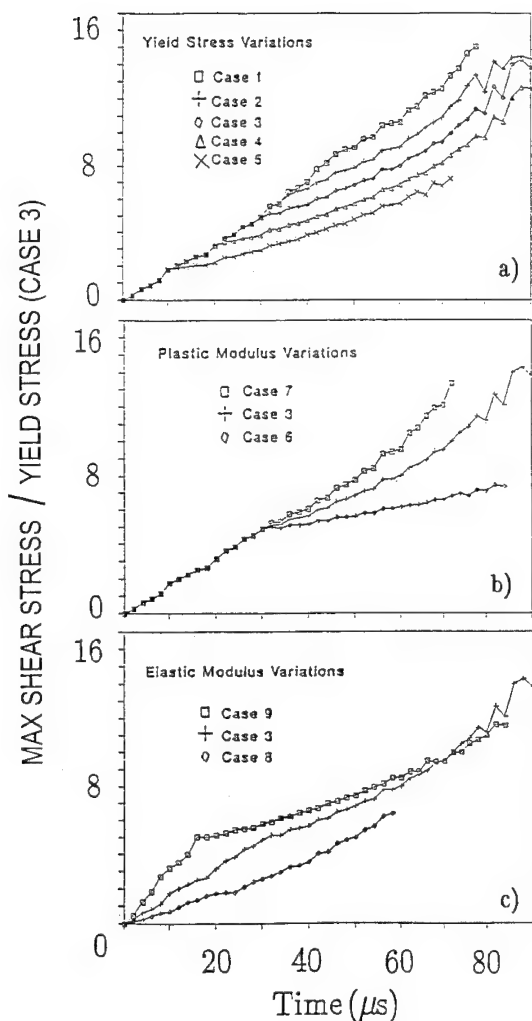 MAX SHEAR STRESS / YIELD STRESS (CASE 3)
16
Yield Stress Variations
Case 1
Case 2
Case 3
Case 4
Case 5
8
0
a)
16
Plastic Modulus Variations
Case 7
Case 3
Case 6
8
0
b)
16
Elastic Modulus Variations
Case 9
Case 3
Case 8
8
0
c)
20 40 60 80
Time (μs)